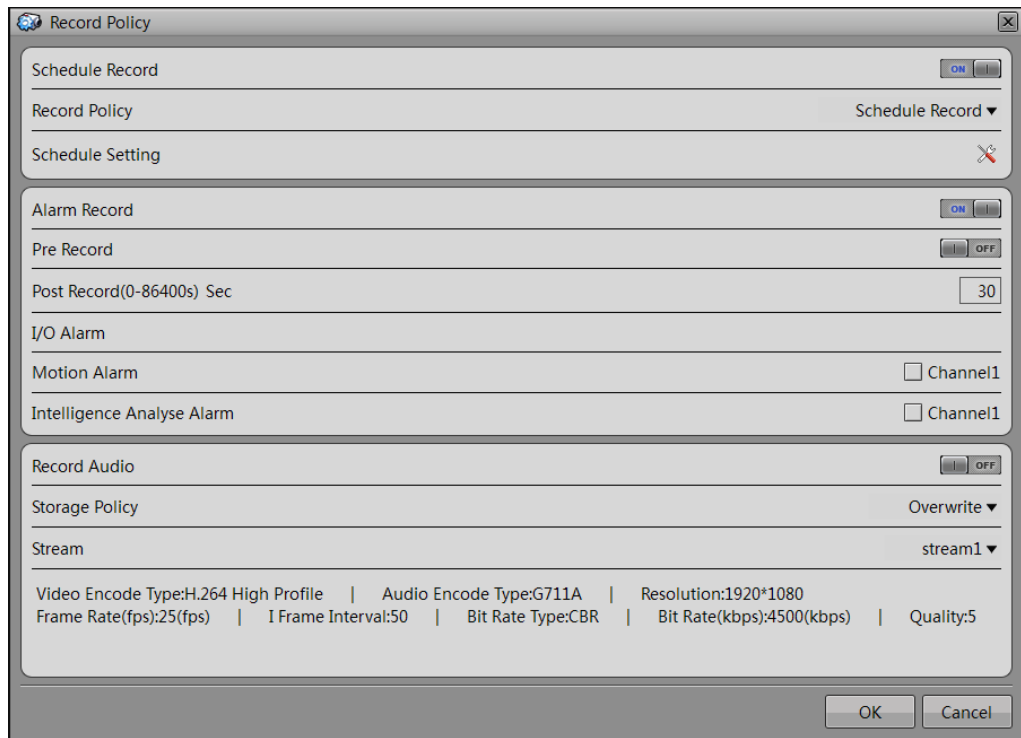 Record Policy
Schedule Record ON
Record Policy Schedule Record
Schedule Setting
Alarm Record ON
Pre Record OFF
Post Record(0-86400s) Sec 30
I/O Alarm
Motion Alarm Channel1
Intelligence Analyse Alarm Channel1
Record Audio OFF
Storage Policy Overwrite
Stream stream1
Video Encode Type:H.264 High Profile | Audio Encode Type:G711A | Resolution:1920*1080
Frame Rate(fps):25(fps) | I Frame Interval:50 | Bit Rate Type:CBR | Bit Rate(kbps):4500(kbps) | Quality:5
OK Cancel